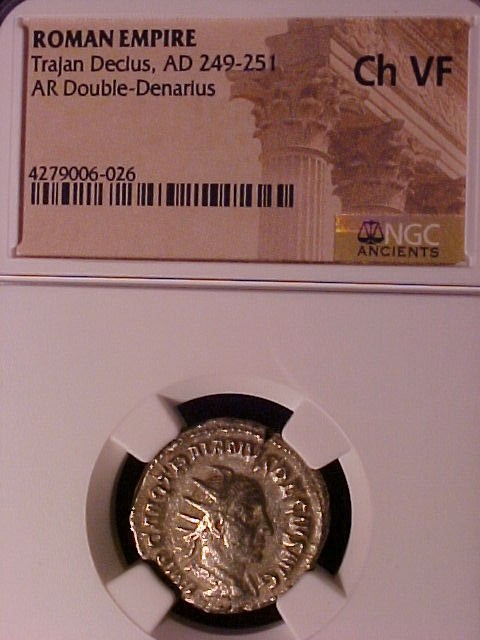 ROMAN EMPIRE
Trajan Decius, AD 249-251
AR Double-Denarius
Ch VF
4279006-026
NGC
ANCIENTS